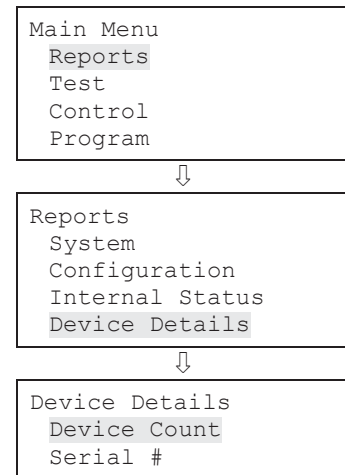 Main Menu
Reports
Test
Control
Program
Reports
System
Configuration
Internal Status
Device Details
Device Details
Device Count
Serial #